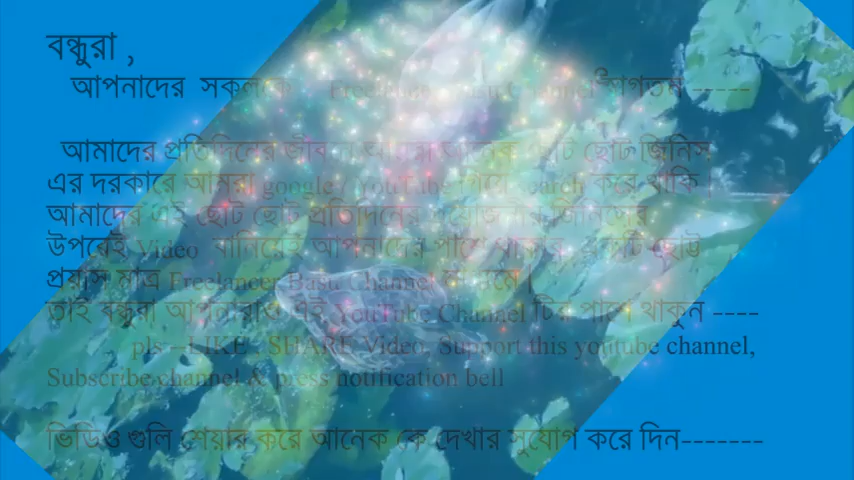 বন্ধুরা ,
আপনাদের সকলকে Freelancer Basu Channel স্বাগতম -----
আমাদের প্রতিদিনের জীবনে আমরা অনেক ছোট ছোট জিনিস
এর দরকারে আমরা google / YouTube গিয়ে search করে থাকি |
আমাদের এই ছোট ছোট প্রতিদিনের প্রয়োজনীয় জিনিসের
উপরেই Video বানিয়েই আপনাদের পাশে থাকার, একটি ছোট্ট
প্রয়াস মাত্র Freelancer Basu Channel |
তাই বন্ধুরা আপনারাও এই YouTube Channel টির পাশে থাকুন ----
pls:--LIKE , SHARE Video, Support this youtube channel,
Subscribe channel & press notification bell
ভিডিও গুলি শেয়ার করে আনেক কে দেখার সুযোগ করে দিন-------